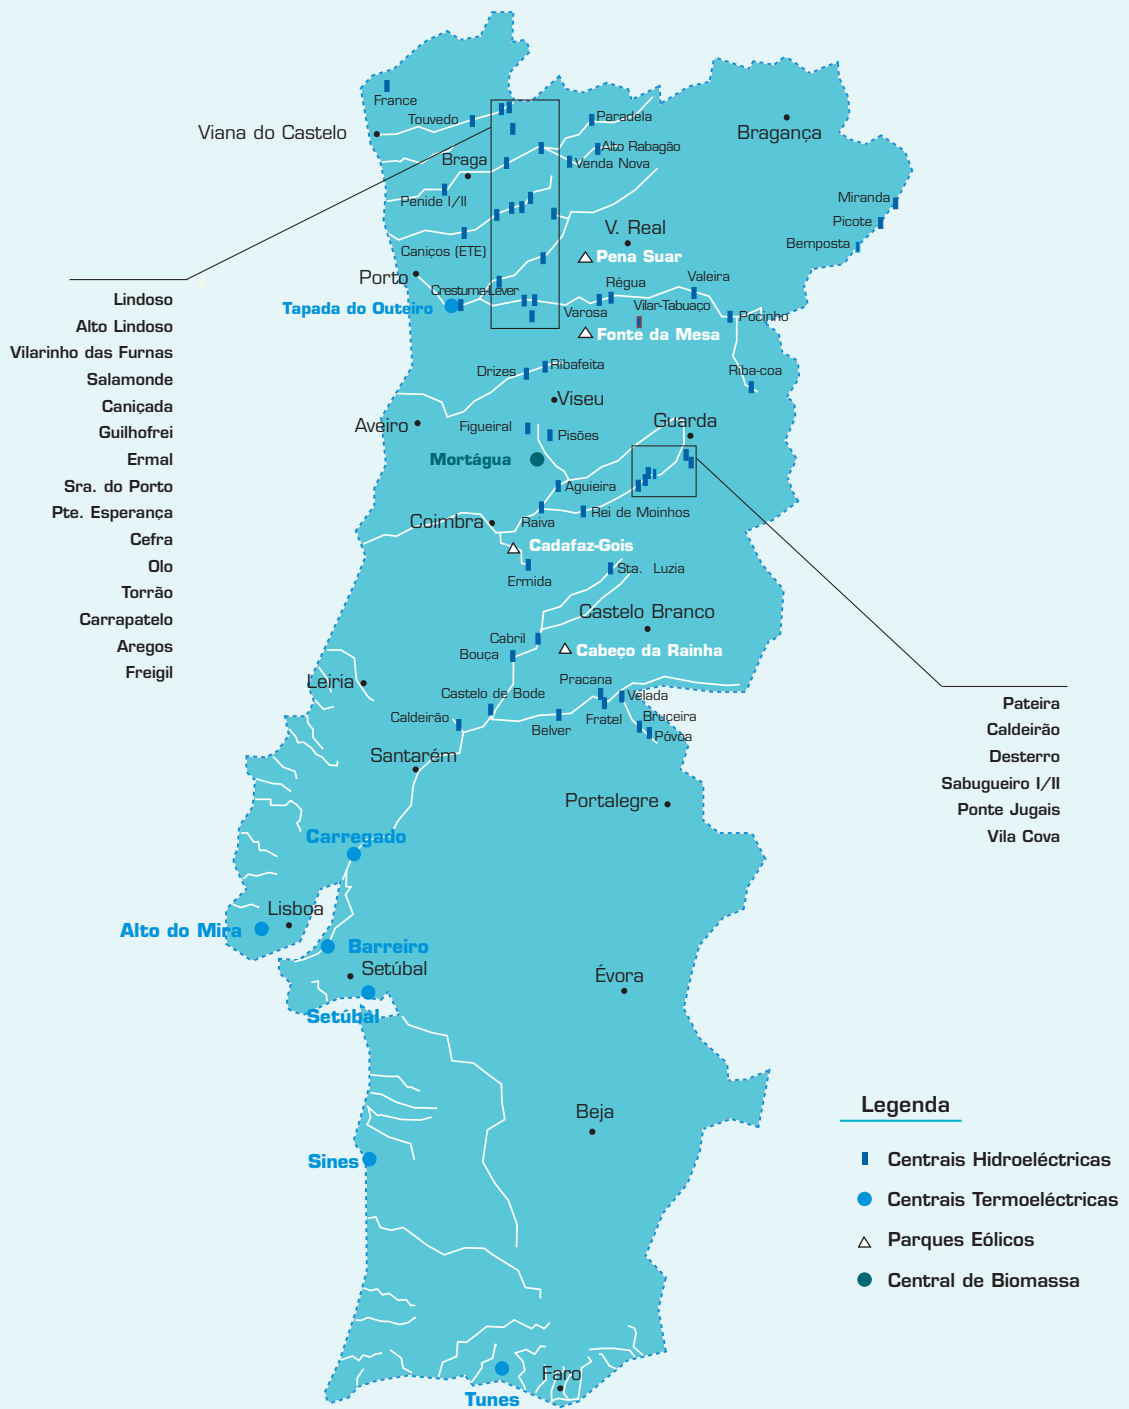 France
Touvedo
Viana do Castelo
Paradela
Bragança
Braga
Alto Rabagão
Venda Nova
Penide I/II
Miranda
Picote
Bemposta
V. Real
Caniços (ETE)
Pena Suar
Porto
Crestuma-Lever
Régua
Valeira
Tapada do Outeiro
Varosa
Vilar-Tabuaço
Pocinho
Fonte da Mesa
Lindoso
Alto Lindoso
Vilarinho das Furnas
Salamonde
Caniçada
Guilhofrei
Ermal
Sra. do Porto
Pte. Esperança
Cefra
Olo
Torrão
Carrapatelo
Aregos
Freigil
Drizes
Ribafeita
Riba-coa
Viseu
Aveiro
Figueiral
Pisões
Guarda
Mortágua
Aguieira
Coimbra
Raiva
Rei de Moinhos
Cadafaz-Gois
Ermida
Sta. Luzia
Castelo Branco
Cabril
Bouça
Cabeço da Rainha
Leiria
Pracana
Castelo de Bode
Velada
Caldeirão
Fratel
Bruçeira
Belver
Póvoa
Santarém
Portalegre
Pateira
Caldeirão
Desterro
Sabugueiro I/II
Ponte Jugais
Vila Cova
Carregado
Lisboa
Alto do Mira
Barreiro
Setúbal
Évora
Setúbal
Beja
Sines
Faro
Tunes
Legenda
Centrais Hidroeléctricas
Centrais Termoeléctricas
Parques Eólicos
Central de Biomassa